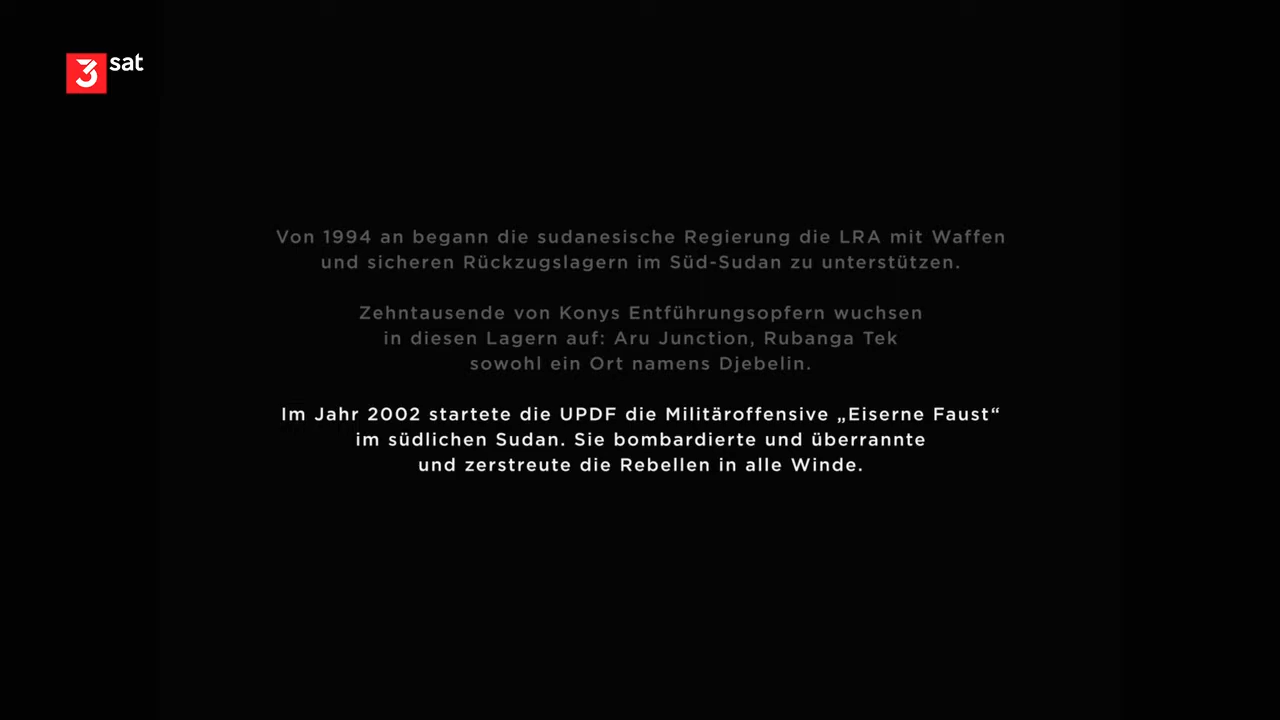 3sat
Von 1994 an begann die sudanesische Regierung die LRA mit Waffen
und sicheren Rückzugslagern im Süd-Sudan zu unterstützen.
Zehntausende von Konys Entführungsopfern wuchsen
in diesen Lagern auf: Aru Junction, Rubanga Tek
sowohl ein Ort namens Djebelin.
Im Jahr 2002 startete die UPDF die Militäroffensive „Eiserne Faust“
im südlichen Sudan. Sie bombardierte und überrannte
und zerstreute die Rebellen in alle Winde.